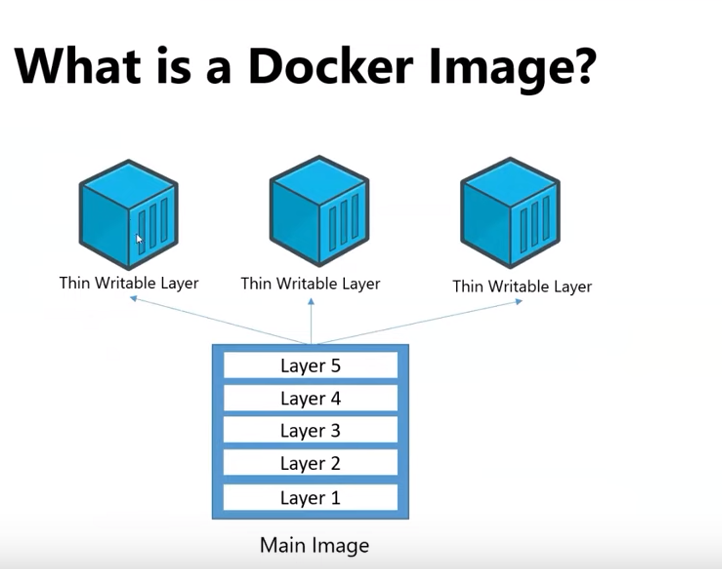 What is a Docker Image?
Thin Writable Layer
Thin Writable Layer
Thin Writable Layer
Layer 5
Layer 4
Layer 3
Layer 2
Layer 1
Main Image